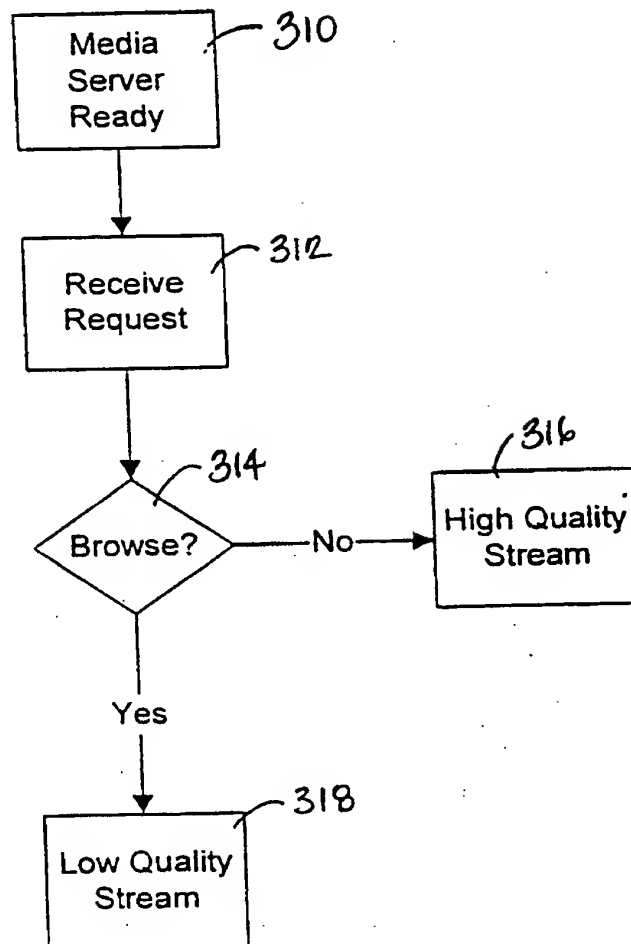 Media
Server
Ready
310
Receive
Request
312
Browse?
314
No
High Quality
Stream
316
Yes
Low Quality
Stream
318